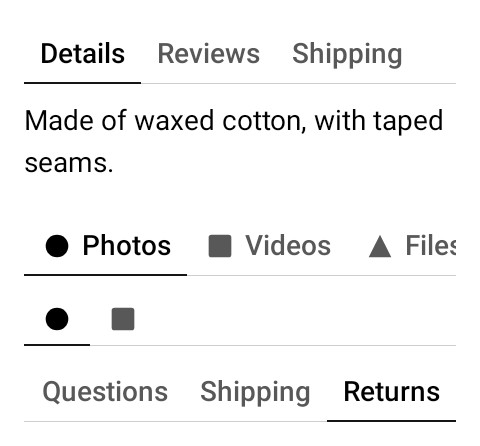 Details Reviews Shipping
Made of waxed cotton, with taped
seams.
Photos Videos Files
Questions Shipping Returns